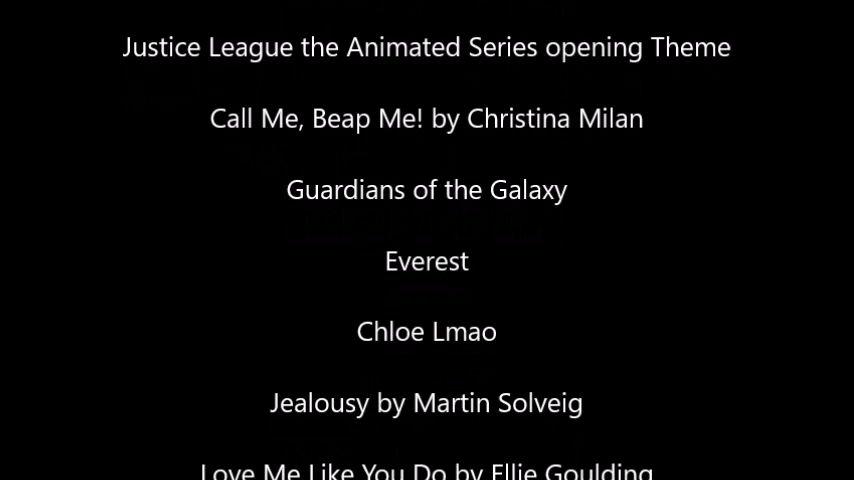 Justice League the Animated Series opening Theme
Call Me, Beap Me! by Christina Milan
Guardians of the Galaxy
Everest
Chloe Lmao
Jealousy by Martin Solveig
Love Me Like You Do by Ellie Goulding